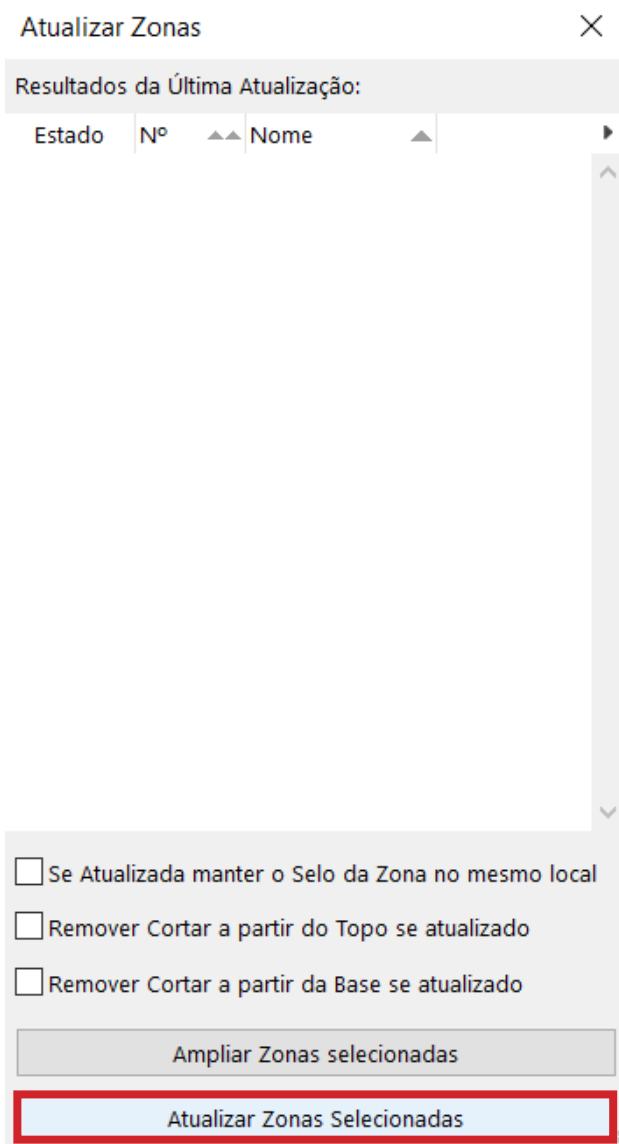 Atualizar Zonas
Resultados da Última Atualização:
Estado Nº Nome
Se Atualizada manter o Selo da Zona no mesmo local
Remover Cortar a partir do Topo se atualizado
Remover Cortar a partir da Base se atualizado
Ampliar Zonas selecionadas
Atualizar Zonas Selecionadas